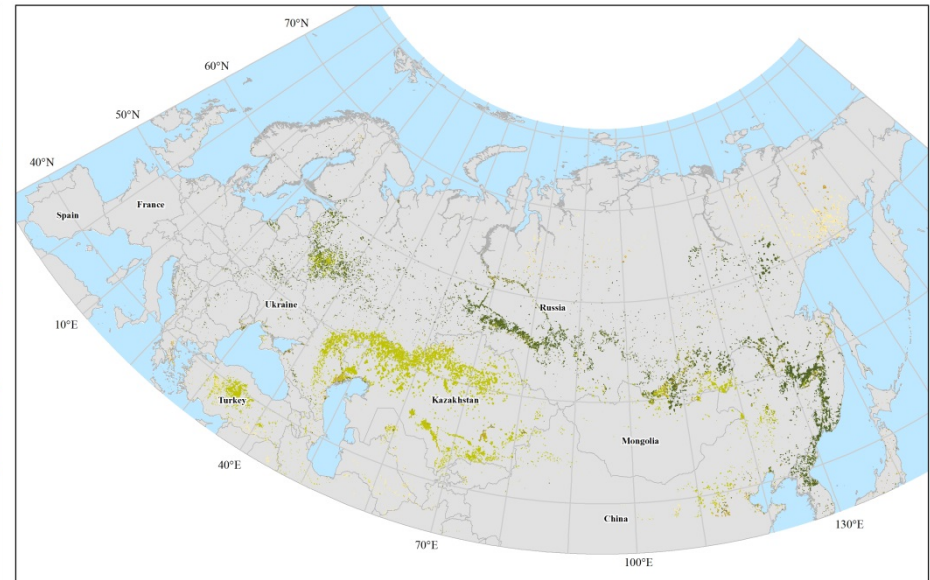 70°N
60°N
50°N
40°N
Spain
France
Ukraine
Russia
10°E
Turkey
Kazakhstan
Mongolia
40°E
China
130°E
70°E
100°E